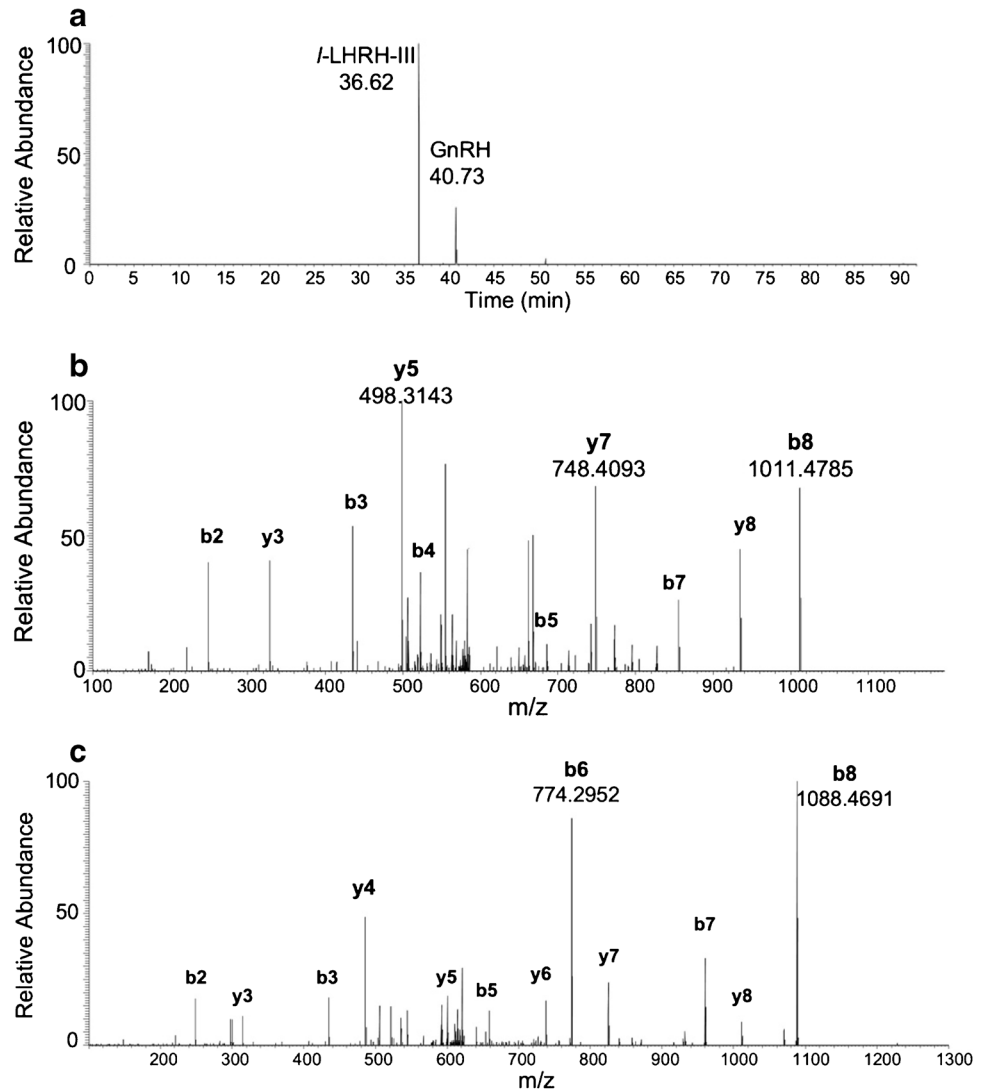 a
Relative Abundance
100
50
0
l-LHRH-III
36.62
GnRH
40.73
0 5 10 15 20 25 30 35 40 45 50 55 60 65 70 75 80 85 90
Time (min)
b
Relative Abundance
100
50
0
y5
498.3143
y7
748.4093
b8
1011.4785
b3
b2
y3
b4
y8
b7
b5
100 200 300 400 500 600 700 800 900 1000 1100
m/z
c
Relative Abundance
100
50
0
b6
774.2952
b8
1088.4691
y4
b7
b2
y3
b3
y5
b5
y6
y7
y8
200 300 400 500 600 700 800 900 1000 1100 1200 1300
m/z